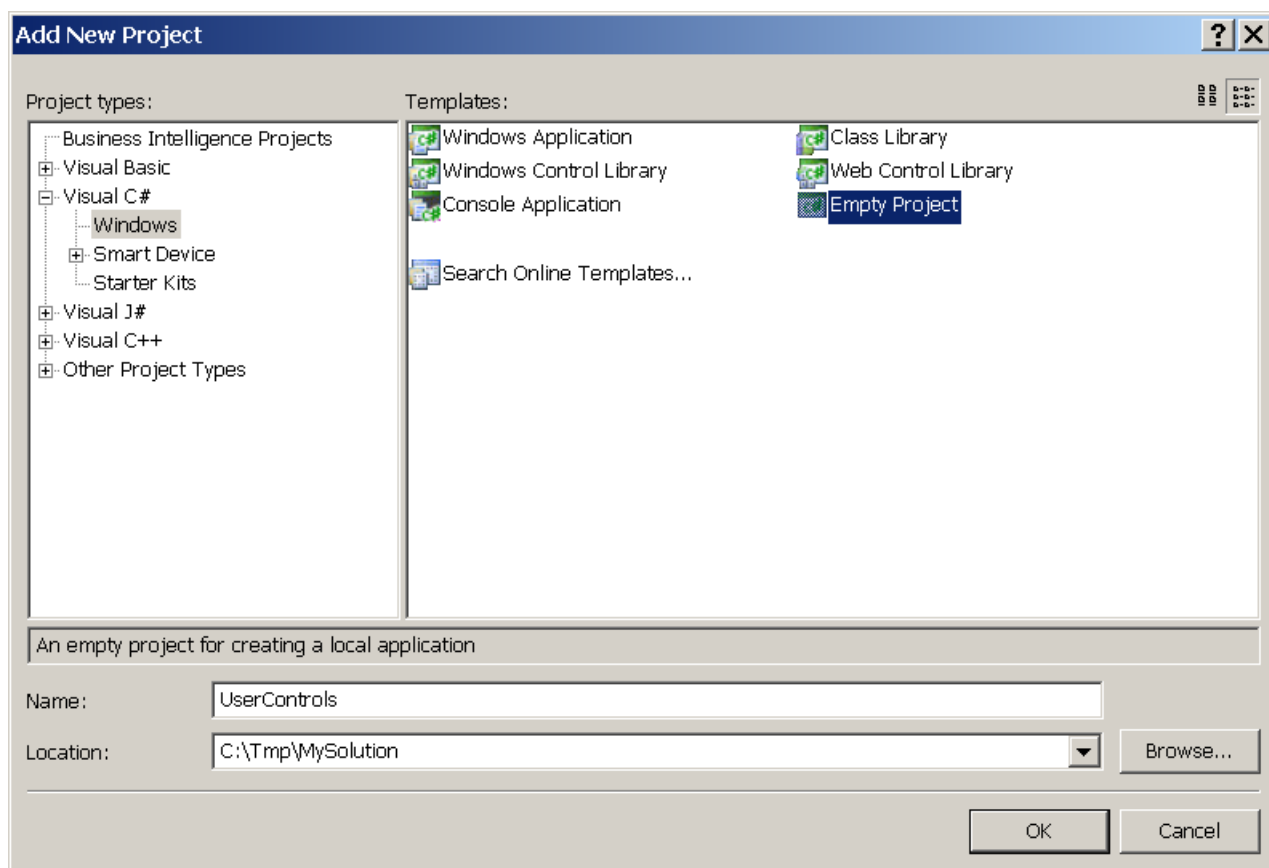 Add New Project
Project types:
Templates:
Business Intelligence Projects
Visual Basic
Visual C#
Windows
Smart Device
Starter Kits
Visual J#
Visual C++
Other Project Types
Windows Application
Class Library
Windows Control Library
Web Control Library
Console Application
Empty Project
Search Online Templates...
An empty project for creating a local application
Name:
UserControls
Location:
C:\Tmp\MySolution
Browse...
OK
Cancel